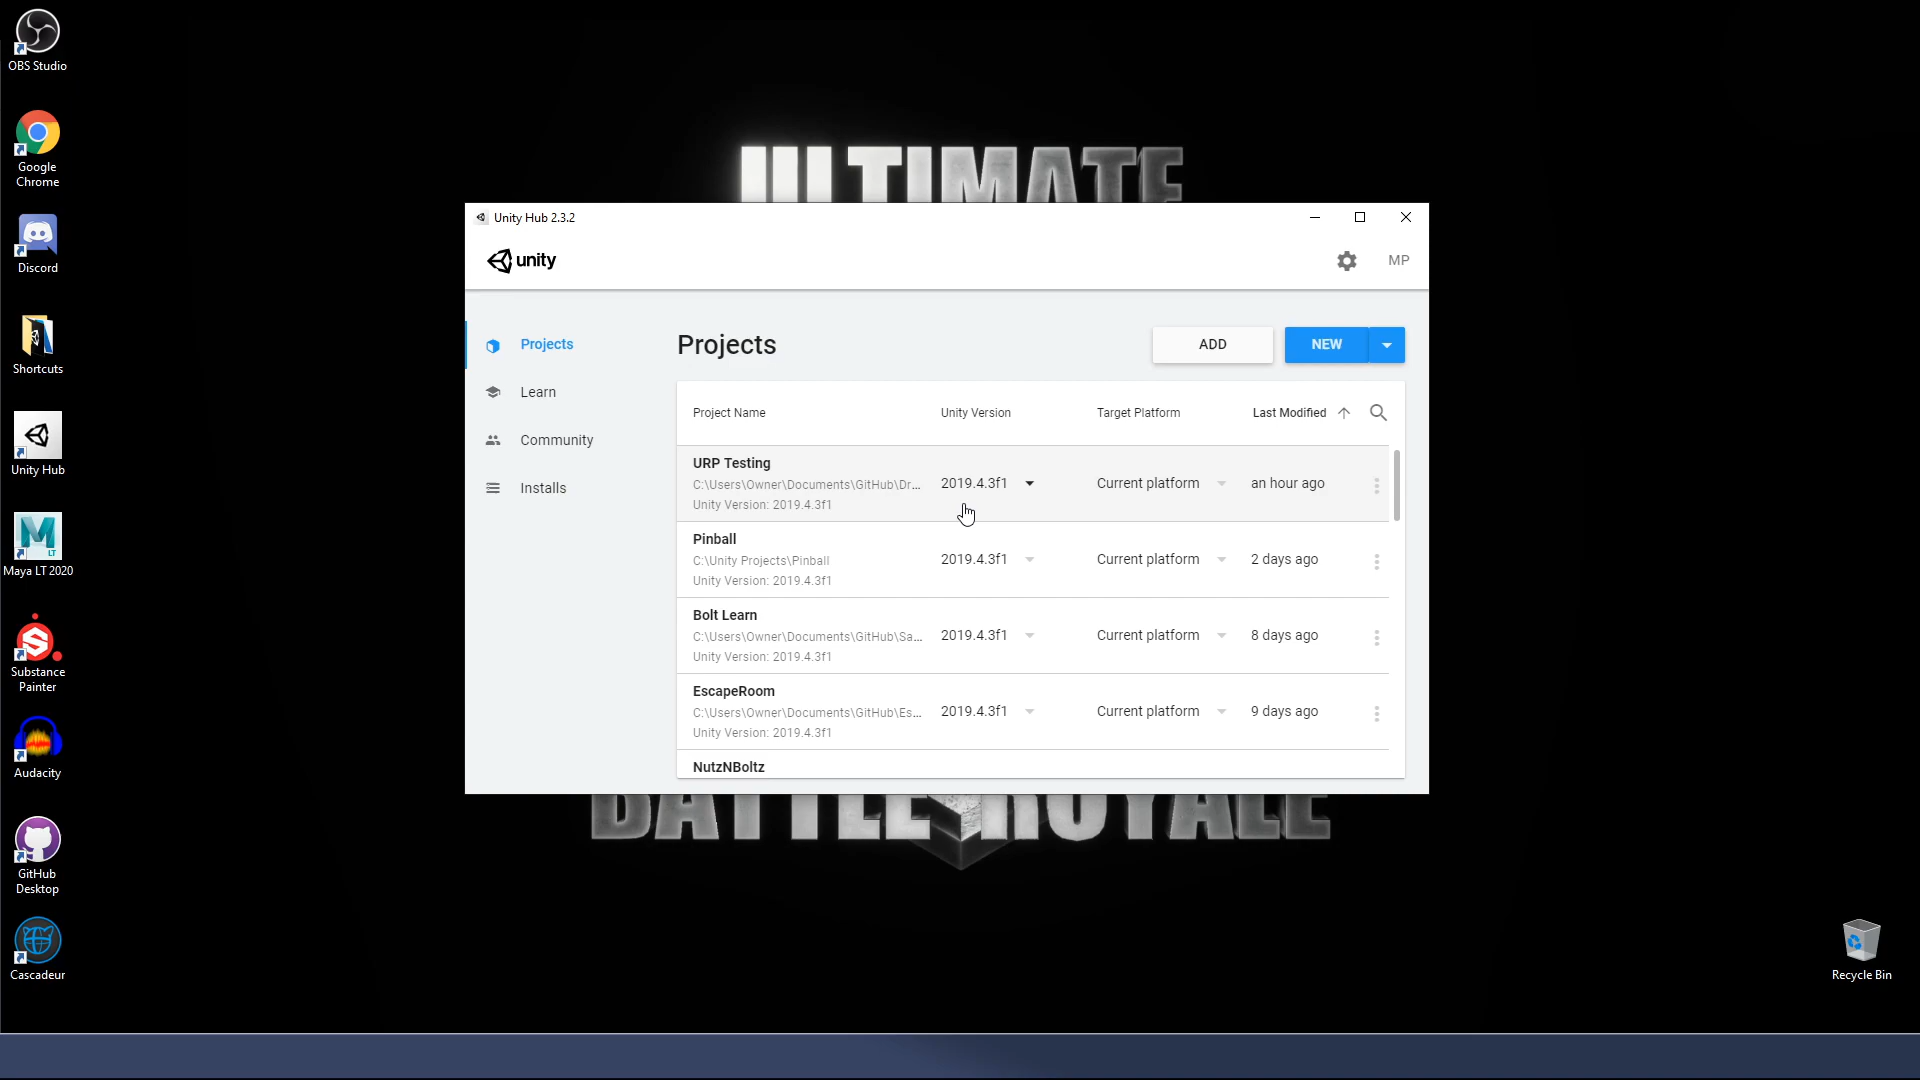 OBS Studio
Google
Chrome
Discord
Shortcuts
Unity Hub
LT
Maya LT 2020
Substance
Painter
Audacity
GitHub
Desktop
Cascadeur
ULTIMATE
Unity Hub 2.3.2
unity
MP
Projects
Learn
Community
Installs
Projects
ADD
NEW
Project Name
Unity Version
Target Platform
Last Modified
URP Testing
C:\Users\Owner\Documents\GitHub\Dr...
Unity Version: 2019.4.3f1
2019.4.3f1
Current platform
an hour ago
Pinball
C:\Unity Projects\Pinball
Unity Version: 2019.4.3f1
2019.4.3f1
Current platform
2 days ago
Bolt Learn
C:\Users\Owner\Documents\GitHub\Sa...
Unity Version: 2019.4.3f1
2019.4.3f1
Current platform
8 days ago
EscapeRoom
C:\Users\Owner\Documents\GitHub\Es...
Unity Version: 2019.4.3f1
2019.4.3f1
Current platform
9 days ago
NutzNBoltz
BATTLE ROYALE
Recycle Bin